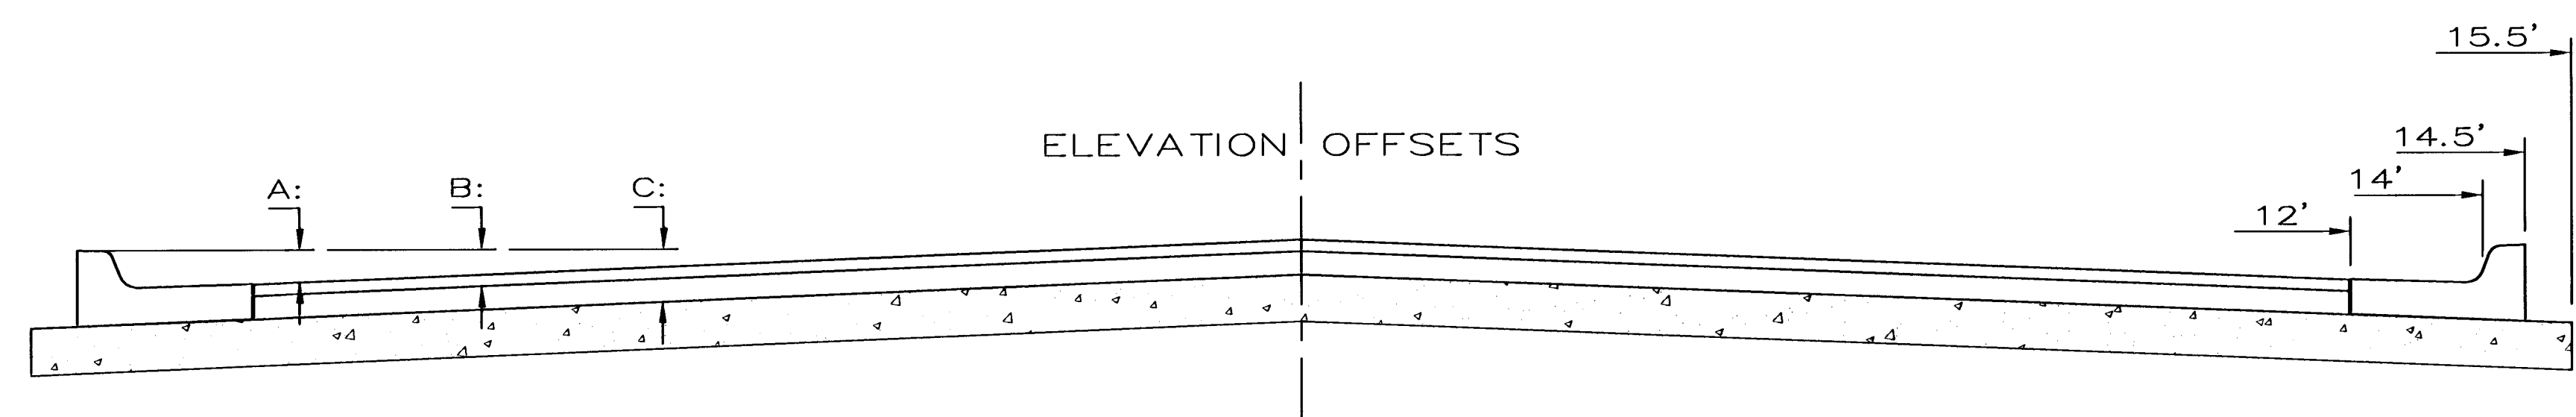 15.5'
ELEVATION OFFSETS
14.5'
A: B: C:
14'
12'